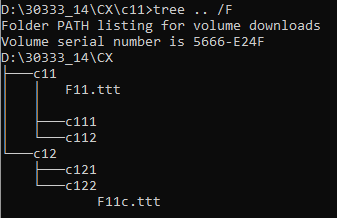 D:\30333_14\CX\c11>tree .. /F
Folder PATH listing for volume downloads
Volume serial number is 5666-E24F
D:\30333_14\CX
├───c11
│   │   F11.ttt
│   │
│   ├───c111
│   └───c112
└───c12
    ├───c121
    └───c122
            F11c.ttt